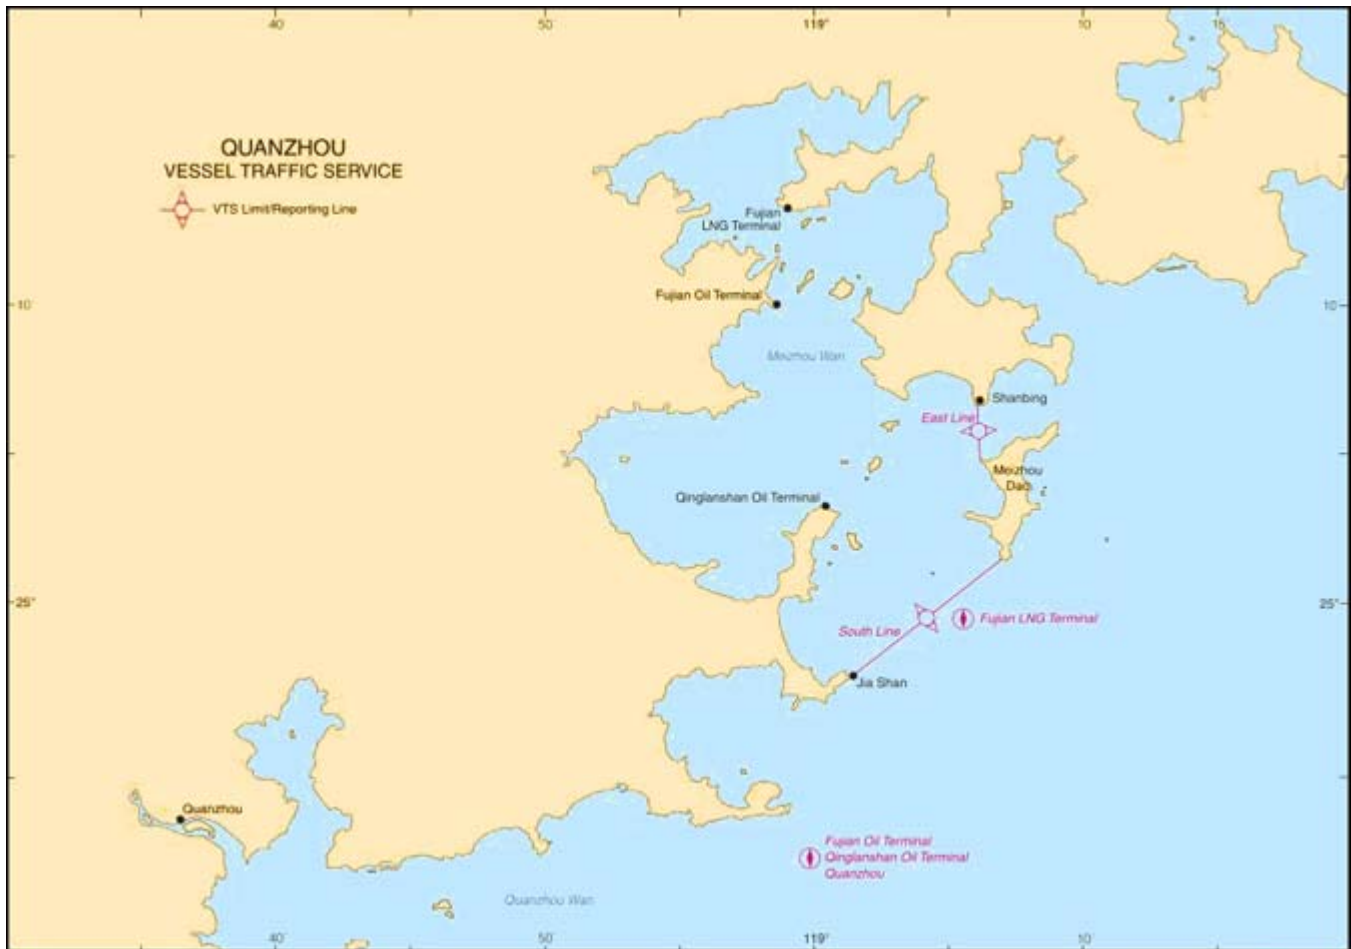 40'
50'
119°
10'
15'
QUANZHOU
VESSEL TRAFFIC SERVICE
VTS Limit/Reporting Line
Fujian
LNG Terminal
Fujian Oil Terminal
10'
10'
Meizhou Wan
Shanbing
East Line
Meizhou
Dao
Qinglanshan Oil Terminal
25°
25°
Fujian LNG Terminal
South Line
Jia Shan
Quanzhou
Fujian Oil Terminal
Qinglanshan Oil Terminal
Quanzhou
Quanzhou Wan
40'
50'
119°
10'